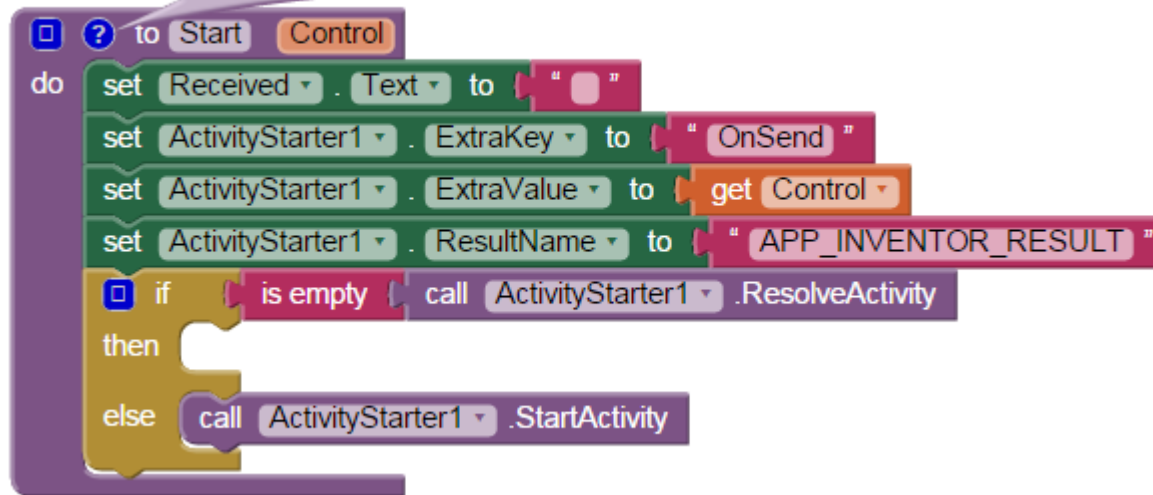 ? to Start Control
do set Received . Text to “ ”
set ActivityStarter1 . ExtraKey to “ OnSend ”
set ActivityStarter1 . ExtraValue to get Control
set ActivityStarter1 . ResultName to “ APP_INVENTOR_RESULT ”
if is empty call ActivityStarter1 .ResolveActivity
then
else call ActivityStarter1 .StartActivity